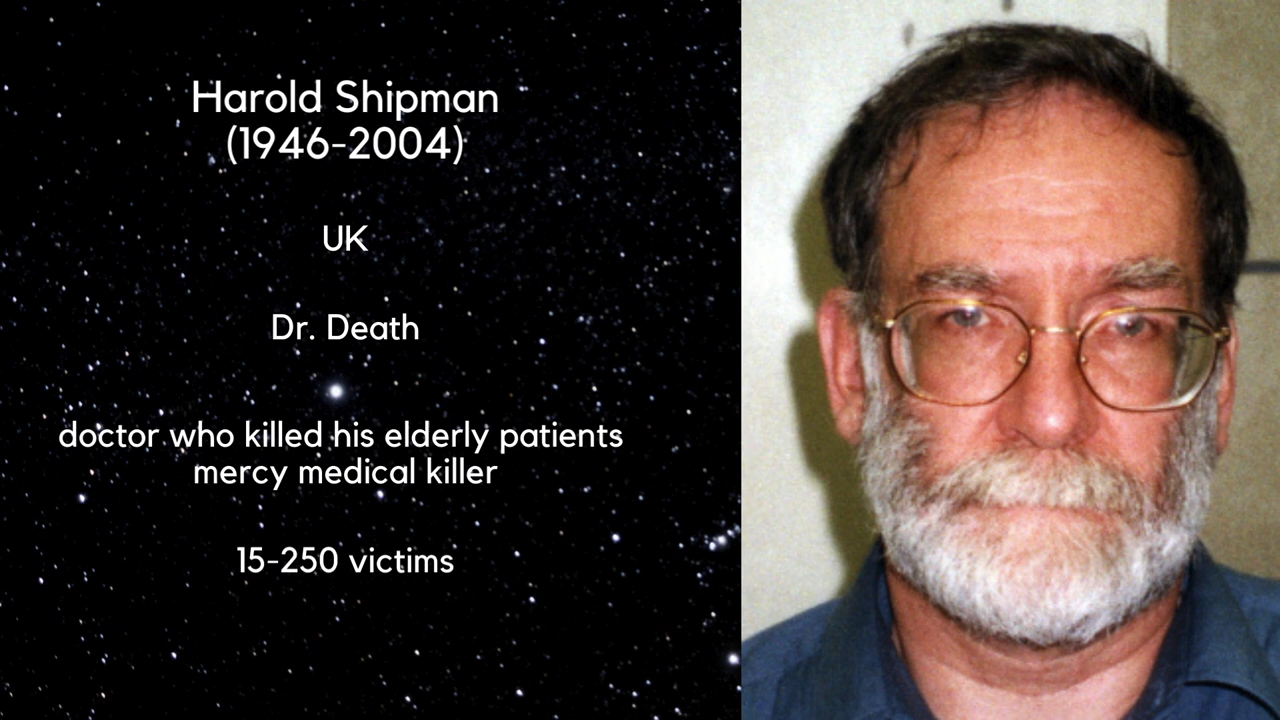 Harold Shipman
(1946-2004)
UK
Dr. Death
doctor who killed his elderly patients
mercy medical killer
15-250 victims